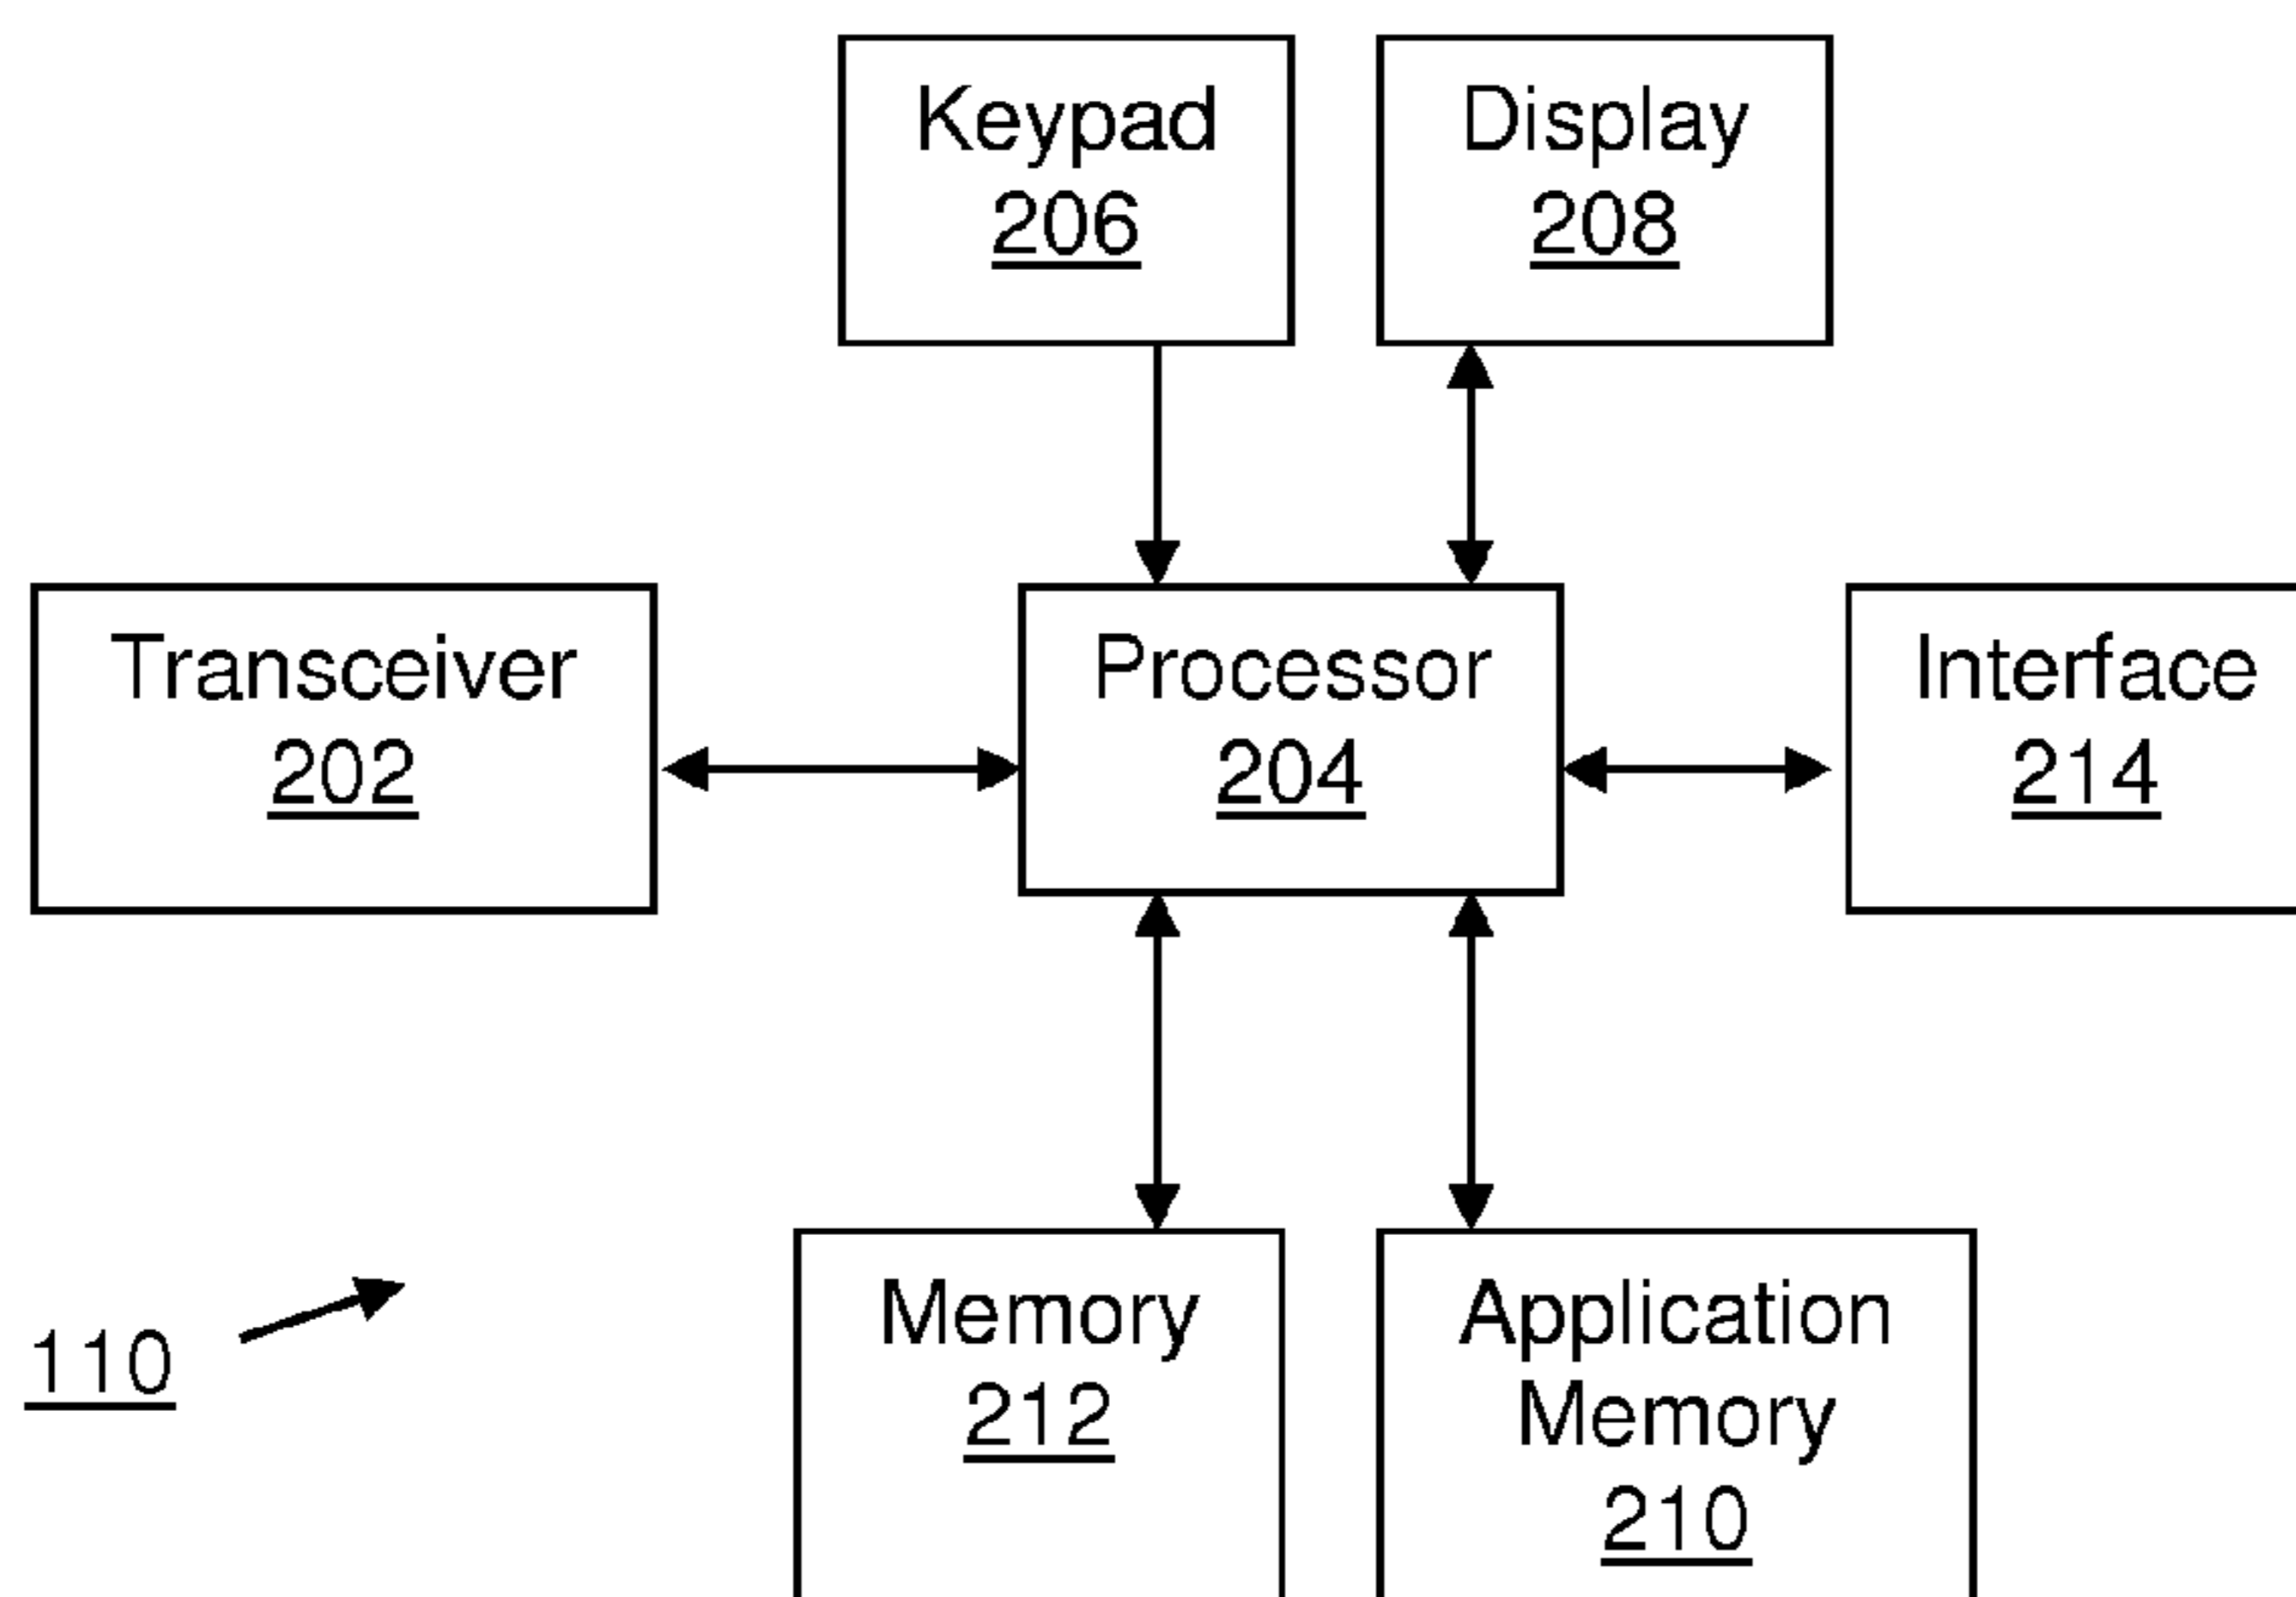 Keypad
206
Display
208
Transceiver
202
Processor
204
Interface
214
110
Memory
212
Application
Memory
210